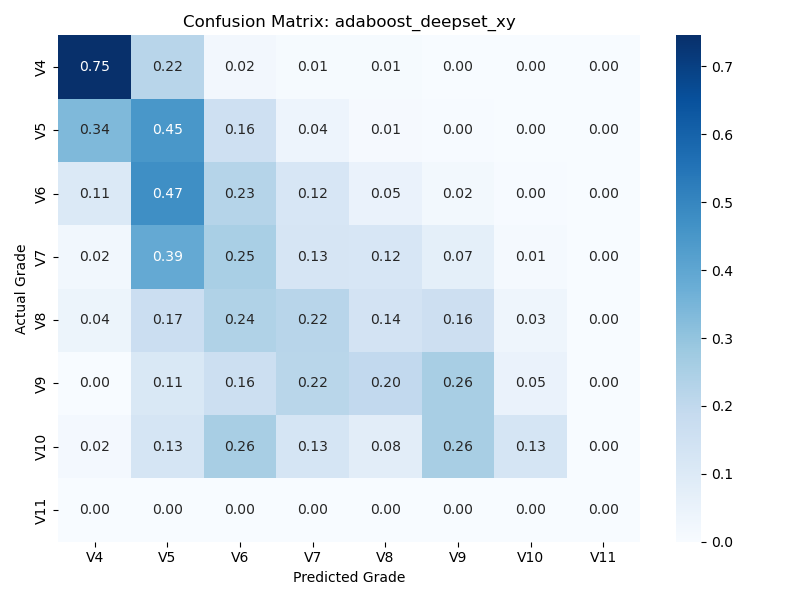 Confusion Matrix: adaboost_deepset_xy
V4 0.75 0.22 0.02 0.01 0.01 0.00 0.00 0.00
V5 0.34 0.45 0.16 0.04 0.01 0.00 0.00 0.00
V6 0.11 0.47 0.23 0.12 0.05 0.02 0.00 0.00
V7 0.02 0.39 0.25 0.13 0.12 0.07 0.01 0.00
V8 0.04 0.17 0.24 0.22 0.14 0.16 0.03 0.00
V9 0.00 0.11 0.16 0.22 0.20 0.26 0.05 0.00
V10 0.02 0.13 0.26 0.13 0.08 0.26 0.13 0.00
V11 0.00 0.00 0.00 0.00 0.00 0.00 0.00 0.00
V4 V5 V6 V7 V8 V9 V10 V11
Predicted Grade
Actual Grade
0.7
0.6
0.5
0.4
0.3
0.2
0.1
0.0